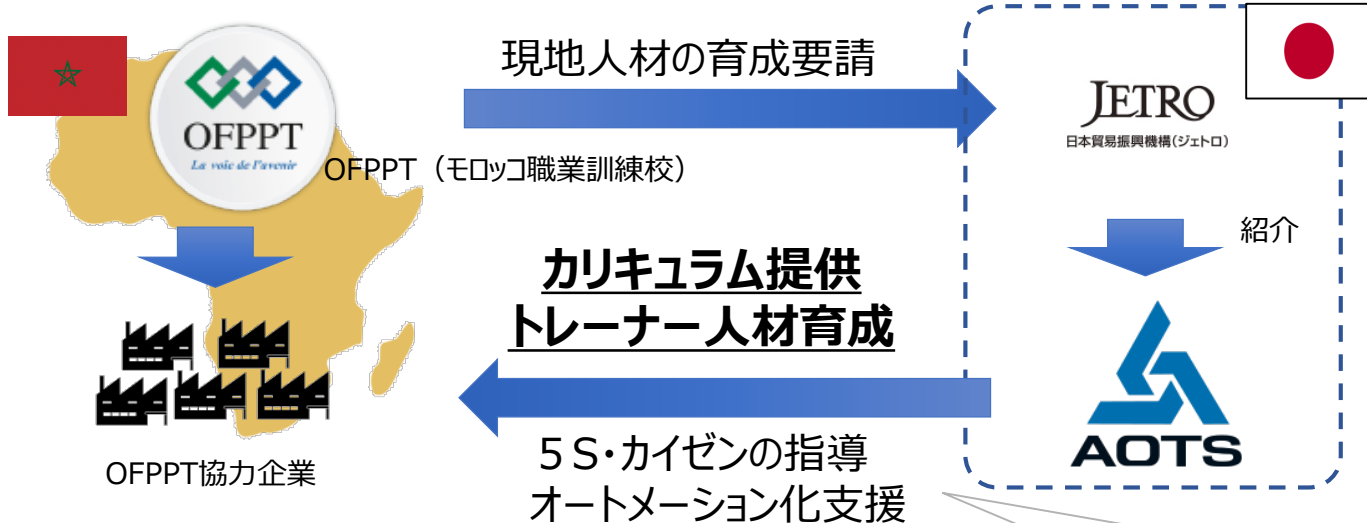 現地人材の育成要請
OFPPT
La voie de l'avenir
OFPPT（モロッコ職業訓練校）
JETRO
日本貿易振興機構(ジェトロ)
紹介
カリキュラム提供
トレーナー人材育成
AOTS
５Ｓ・カイゼンの指導
オートメーション化支援
OFPPT協力企業